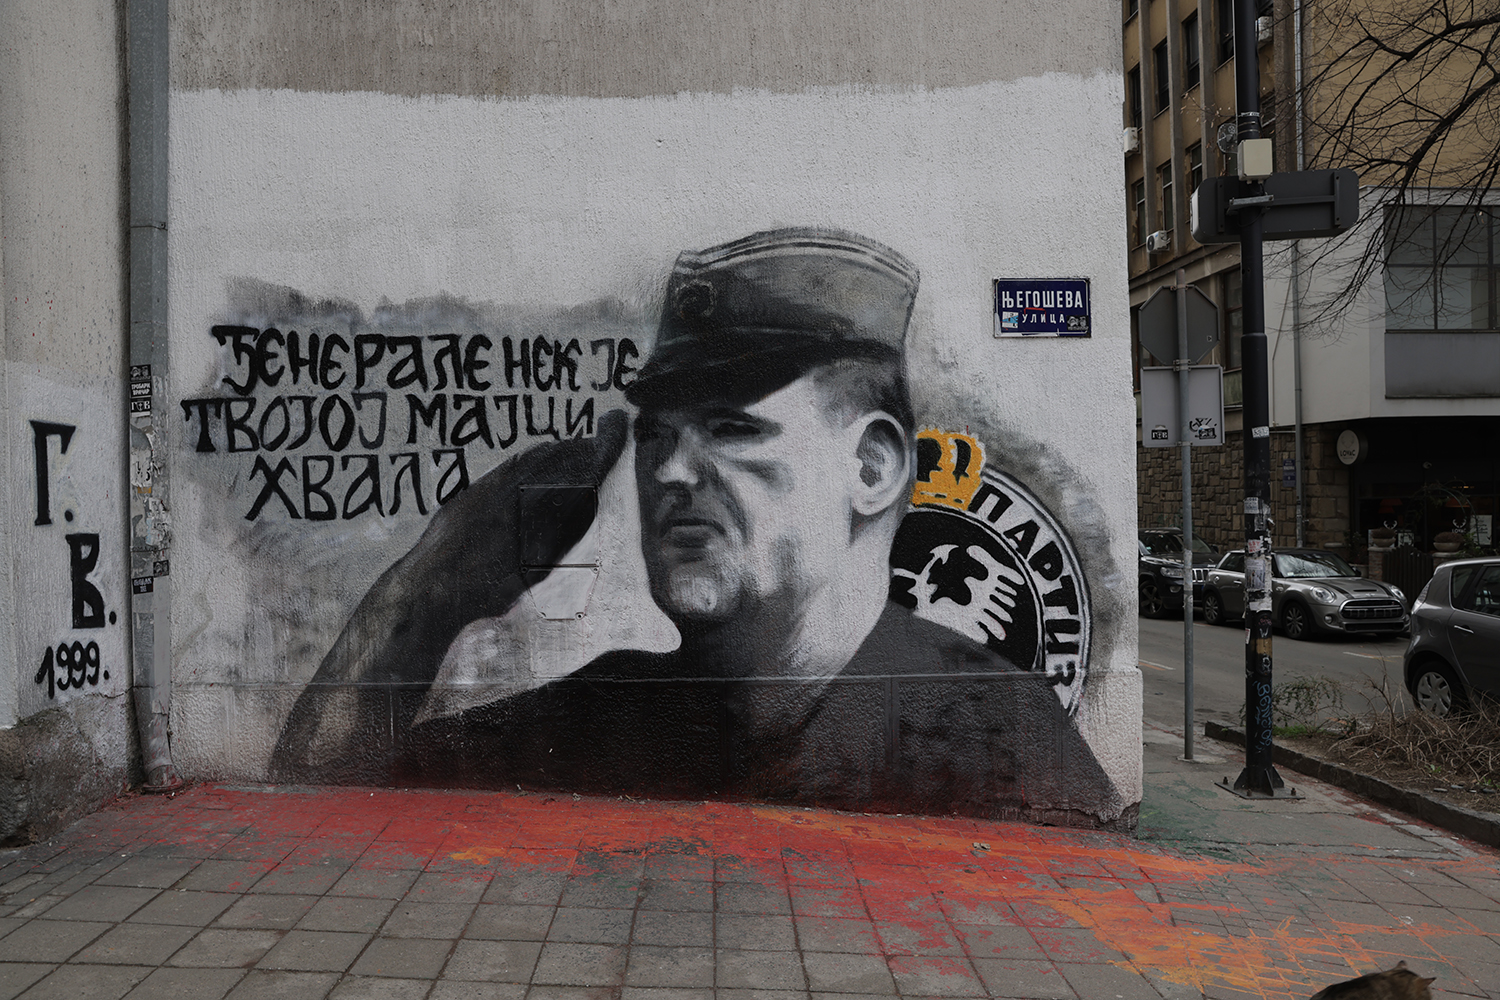 ЂЕНЕРАЛЕ НЕК ЈЕ
ТВОЈОЈ МАЈЦИ
ХВАЛА
Г.
В.
1999.
ЊЕГОШЕВА
УЛИЦА
ПАРТИЗ